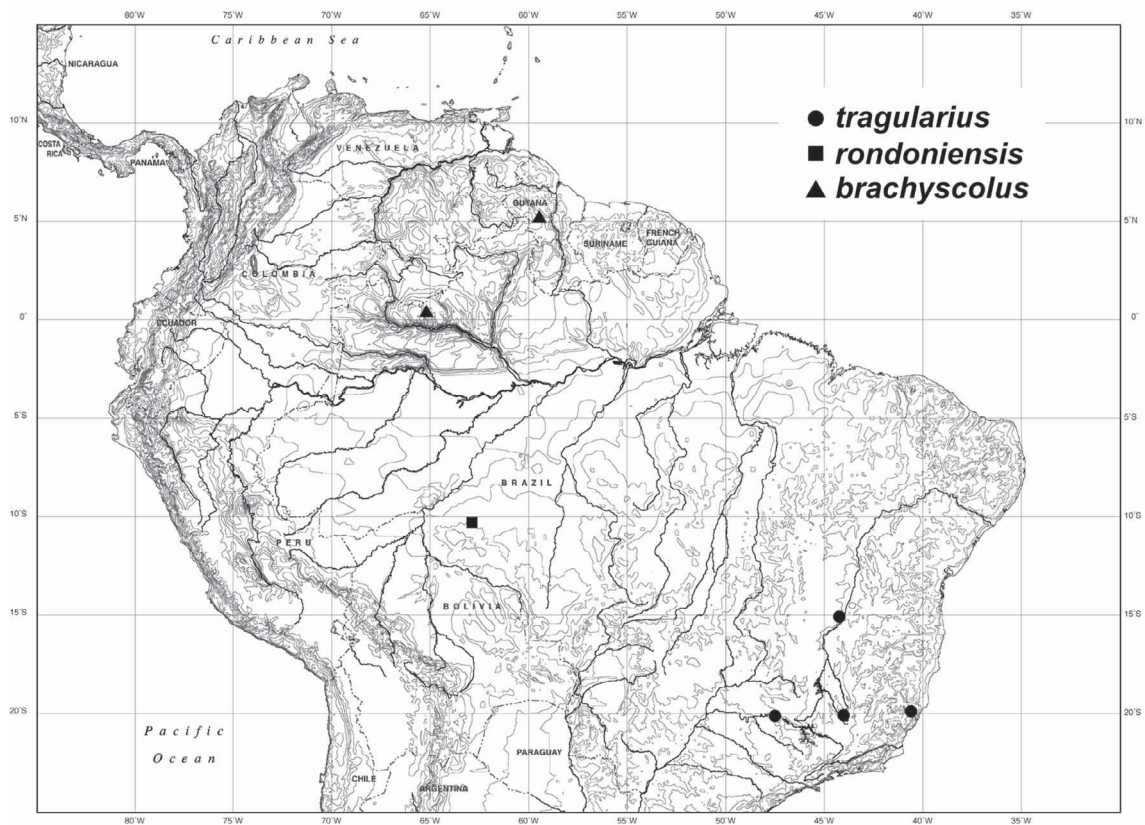 80°W 75°W 70°W 65°W 60°W 55°W 50°W 45°W 40°W 35°W
Caribbean Sea
NICARAGUA
10°N 10°N
tragularius
COSTA
RICA
PANAMA
VENEZUELA
rondoniensis
brachyscolus
5°N 5°N
GUYANA
SURINAME
FRENCH
GUIANA
COLOMBIA
0° 0°
ECUADOR
5°S 5°S
BRAZIL
10°S 10°S
PERU
15°S 15°S
BOLIVIA
20°S 20°S
Pacific
Ocean
PARAGUAY
CHILE
ARGENTINA
80°W 75°W 70°W 65°W 60°W 55°W 50°W 45°W 40°W 35°W